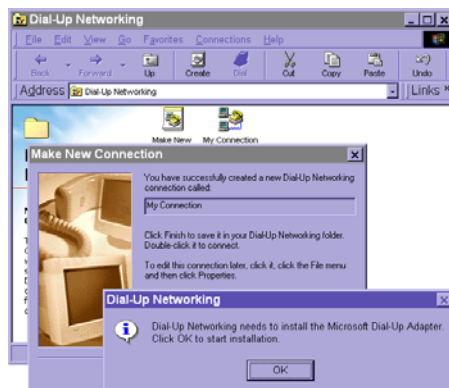 Dial-Up Networking
File Edit View Go Favorites Connections Help
Back Forward Up Create Dial Cut Copy Paste Undo
Address Dial-Up Networking Links
Make New My Connection
Make New Connection
You have successfully created a new Dial-Up Networking
connection called:
My Connection
Click Finish to save it in your Dial-Up Networking folder.
Double-click it to connect.
To edit this connection later, click it, click the File menu
and then click Properties.
Dial-Up Networking
Dial-Up Networking needs to install the Microsoft Dial-Up Adapter.
Click OK to start installation.
OK